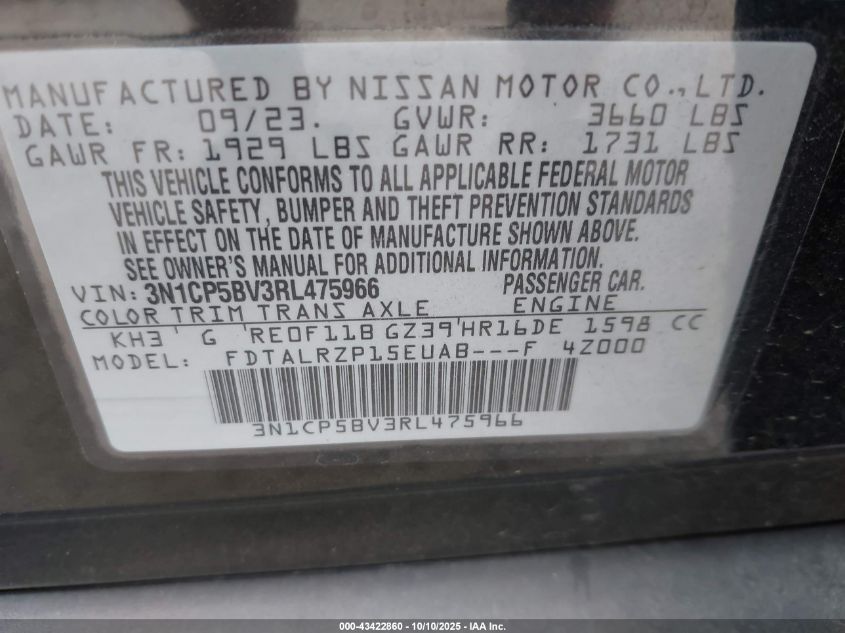 MANUFACTURED BY NISSAN MOTOR CO.,LTD.
DATE: 09/23. GVWR: 3660 LBS
GAWR FR: 1929 LBS GAWR RR: 1731 LBS
THIS VEHICLE CONFORMS TO ALL APPLICABLE FEDERAL MOTOR
VEHICLE SAFETY, BUMPER AND THEFT PREVENTION STANDARDS
IN EFFECT ON THE DATE OF MANUFACTURE SHOWN ABOVE.
SEE OWNER'S MANUAL FOR ADDITIONAL INFORMATION.
VIN: 3N1CP5BV3RL475966 PASSENGER CAR.
COLOR TRIM TRANS AXLE ENGINE
KH3 G RE0F11B GZ39 HR16DE 1598 CC
MODEL: FDTALRZP15EUAB---F 4Z000
3N1CP5BV3RL475966
000-43422860 - 10/10/2025 - IAA Inc.